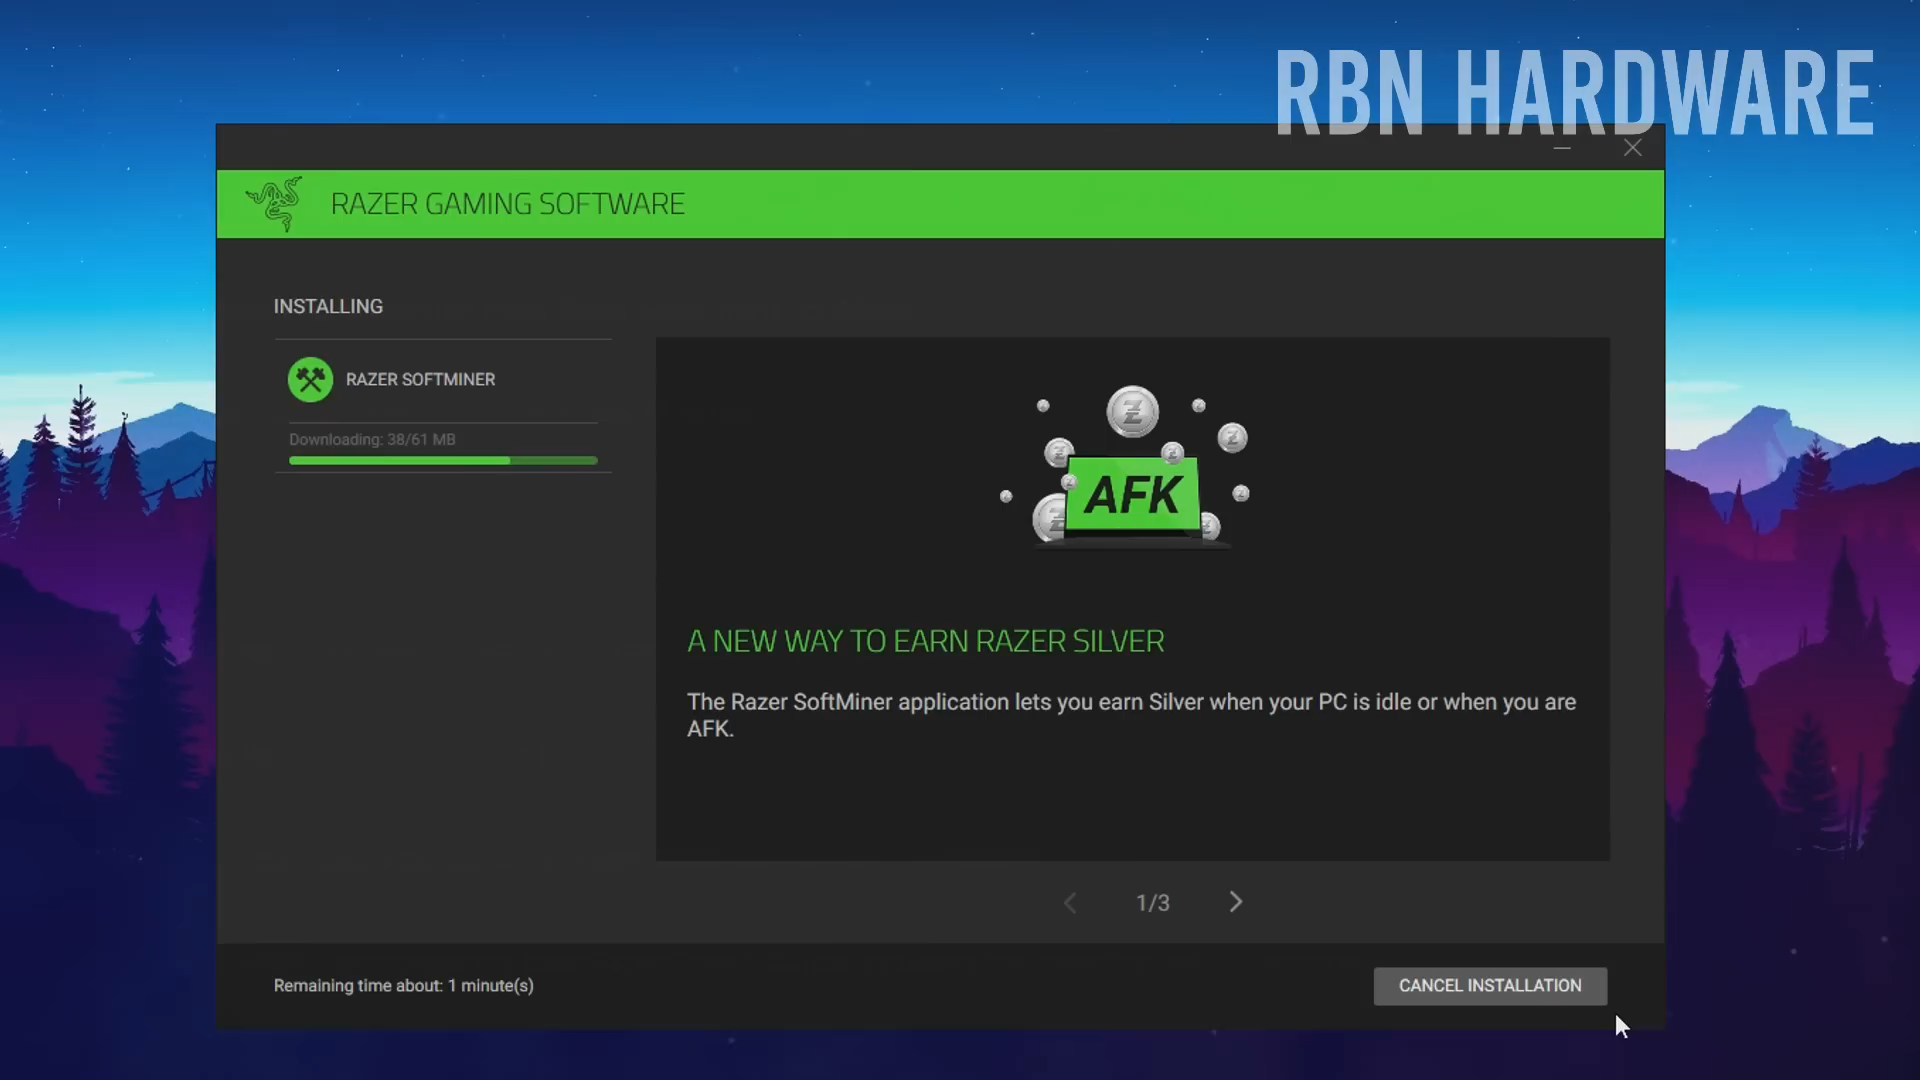 RBN HARDWARE
RAZER GAMING SOFTWARE
INSTALLING
RAZER SOFTMINER
Downloading: 38/61 MB
AFK
A NEW WAY TO EARN RAZER SILVER
The Razer SoftMiner application lets you earn Silver when your PC is idle or when you are
AFK.
1/3
Remaining time about: 1 minute(s)
CANCEL INSTALLATION